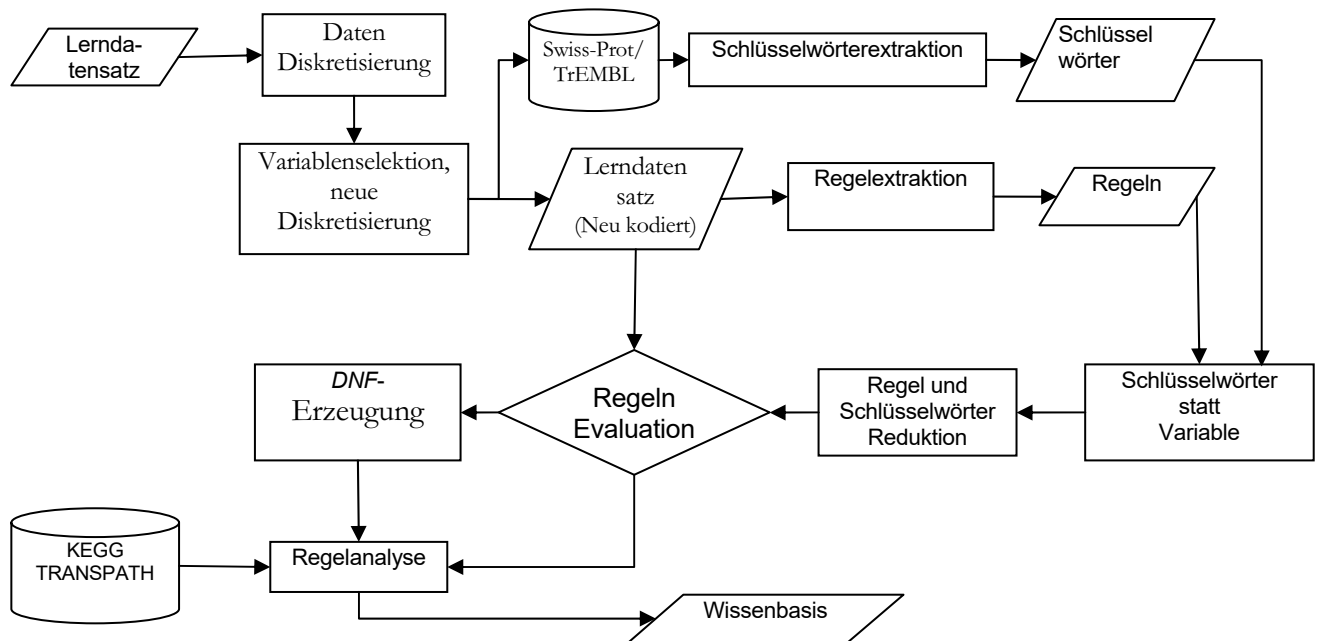 Lernda-
tensatz
Daten
Diskretisierung
Swiss-Prot/
TrEMBL
Schlüsselwörterextraktion
Schlüssel
wörter
Variablenselektion,
neue
Diskretisierung
Lerndaten
satz
(Neu kodiert)
Regelextraktion
Regeln
DNF-
Erzeugung
Regeln
Evaluation
Regel und
Schlüsselwörter
Reduktion
Schlüsselwörter
statt
Variable
KEGG
TRANSPATH
Regelanalyse
Wissenbasis